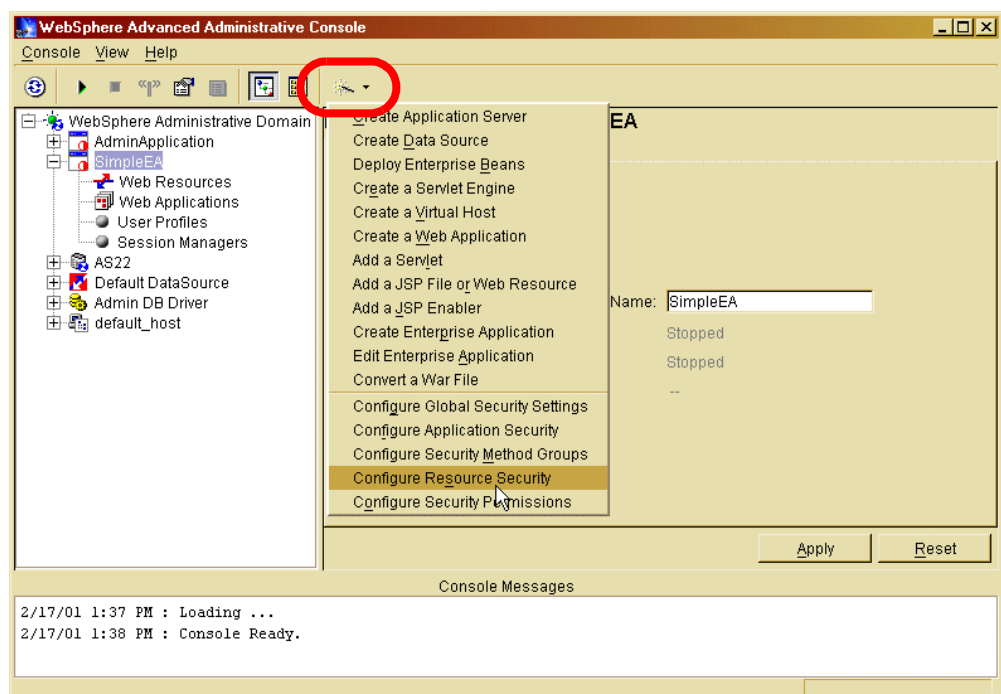 WebSphere Advanced Administrative Console
Console View Help
WebSphere Administrative Domain
AdminApplication
SimpleEA
Web Resources
Web Applications
User Profiles
Session Managers
AS22
Default DataSource
Admin DB Driver
default_host
Create Application Server
Create Data Source
Deploy Enterprise Beans
Create a Servlet Engine
Create a Virtual Host
Create a Web Application
Add a Servlet
Add a JSP File or Web Resource
Add a JSP Enabler
Create Enterprise Application
Edit Enterprise Application
Convert a War File
Configure Global Security Settings
Configure Application Security
Configure Security Method Groups
Configure Resource Security
Configure Security Permissions
EA
Name: SimpleEA
Stopped
Stopped
--
Apply Reset
Console Messages
2/17/01 1:37 PM : Loading ...
2/17/01 1:38 PM : Console Ready.